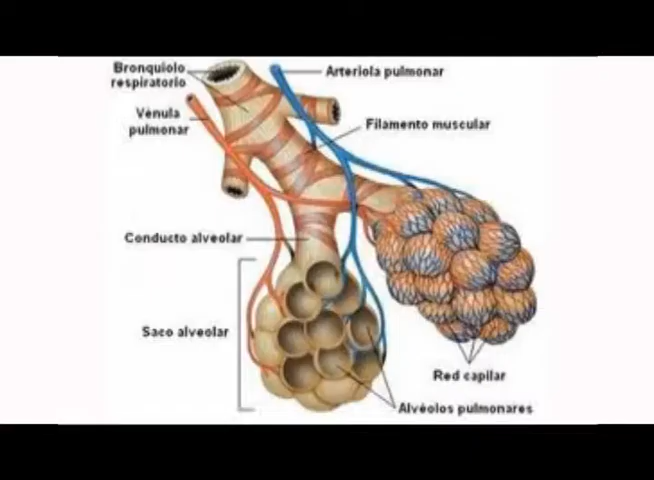 Bronquiolo
respiratorio
Arteriola pulmonar
Vénula
pulmonar
Filamento muscular
Conducto alveolar
Saco alveolar
Red capilar
Alvéolos pulmonares